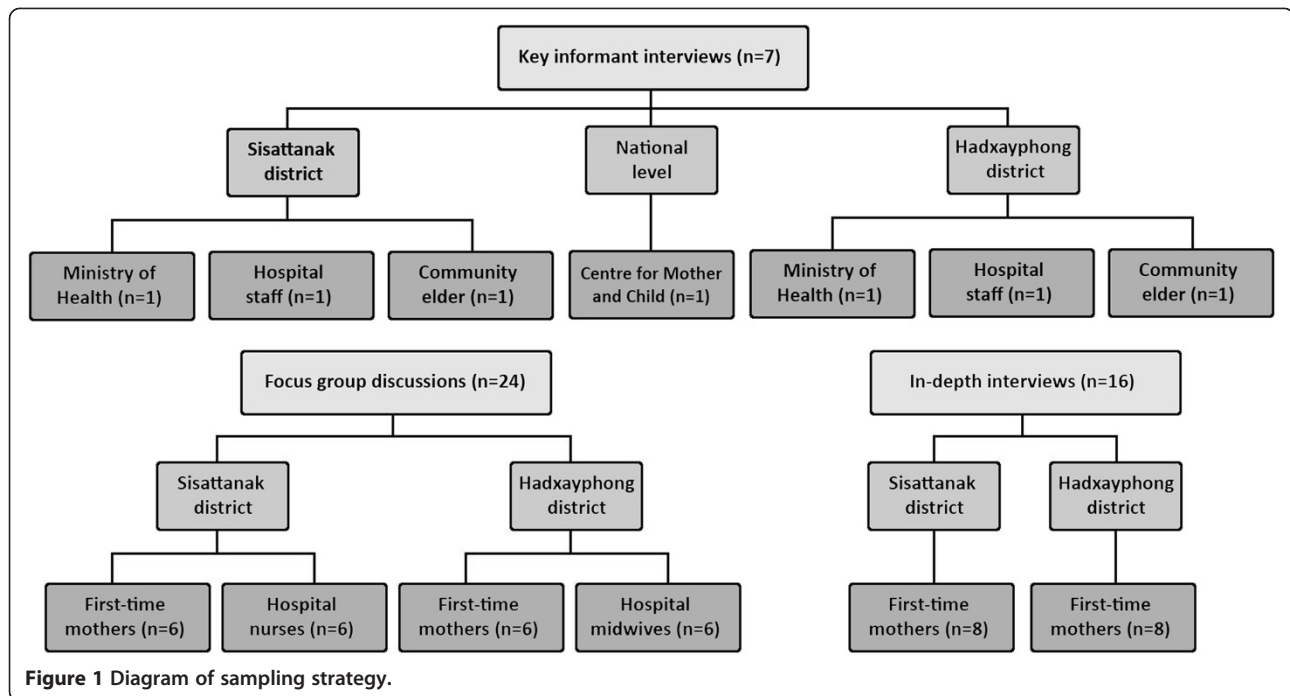 Key informant interviews (n=7)
Sisattanak
district
National
level
Hadxayphong
district
Ministry of
Health (n=1)
Hospital
staff (n=1)
Community
elder (n=1)
Centre for Mother
and Child (n=1)
Ministry of
Health (n=1)
Hospital
staff (n=1)
Community
elder (n=1)
Focus group discussions (n=24)
Sisattanak
district
Hadxayphong
district
First-time
mothers (n=6)
Hospital
nurses (n=6)
First-time
mothers (n=6)
Hospital
midwives (n=6)
In-depth interviews (n=16)
Sisattanak
district
Hadxayphong
district
First-time
mothers (n=8)
First-time
mothers (n=8)
Figure 1 Diagram of sampling strategy.